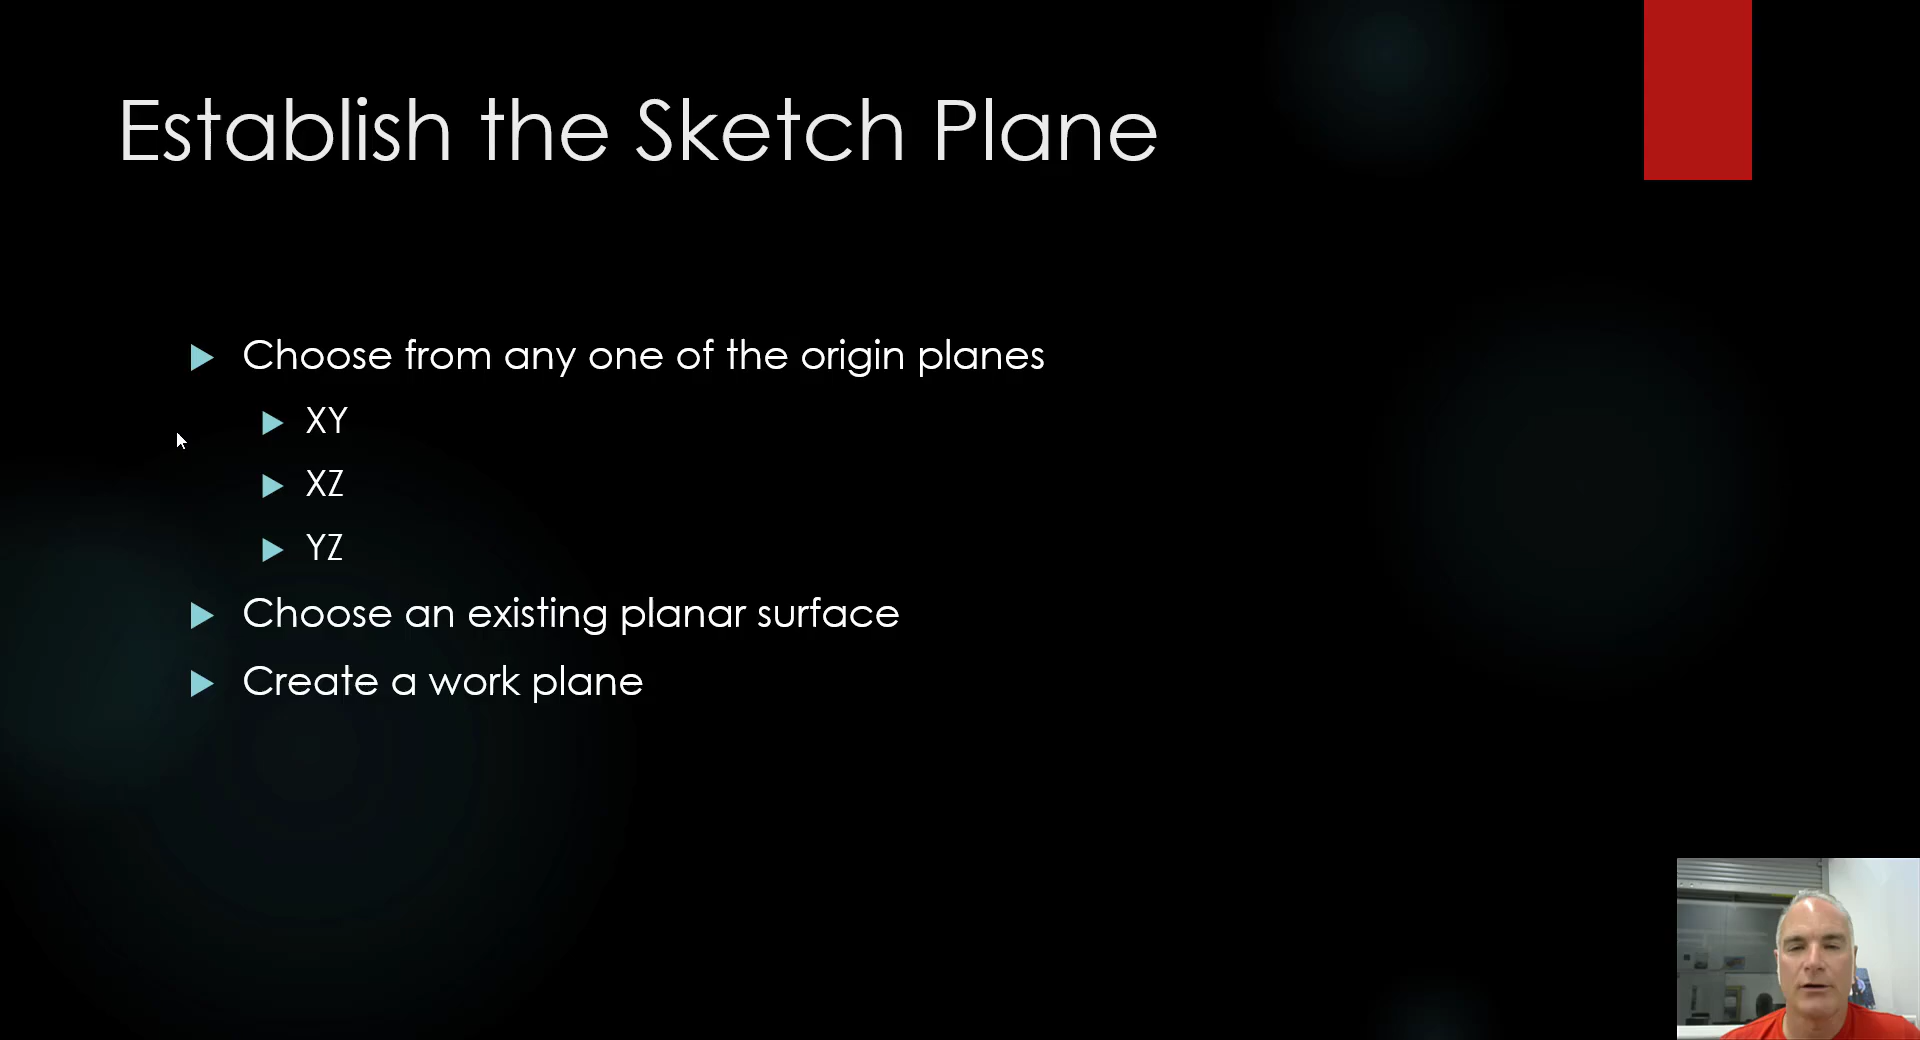 Establish the Sketch Plane
Choose from any one of the origin planes
XY
XZ
YZ
Choose an existing planar surface
Create a work plane